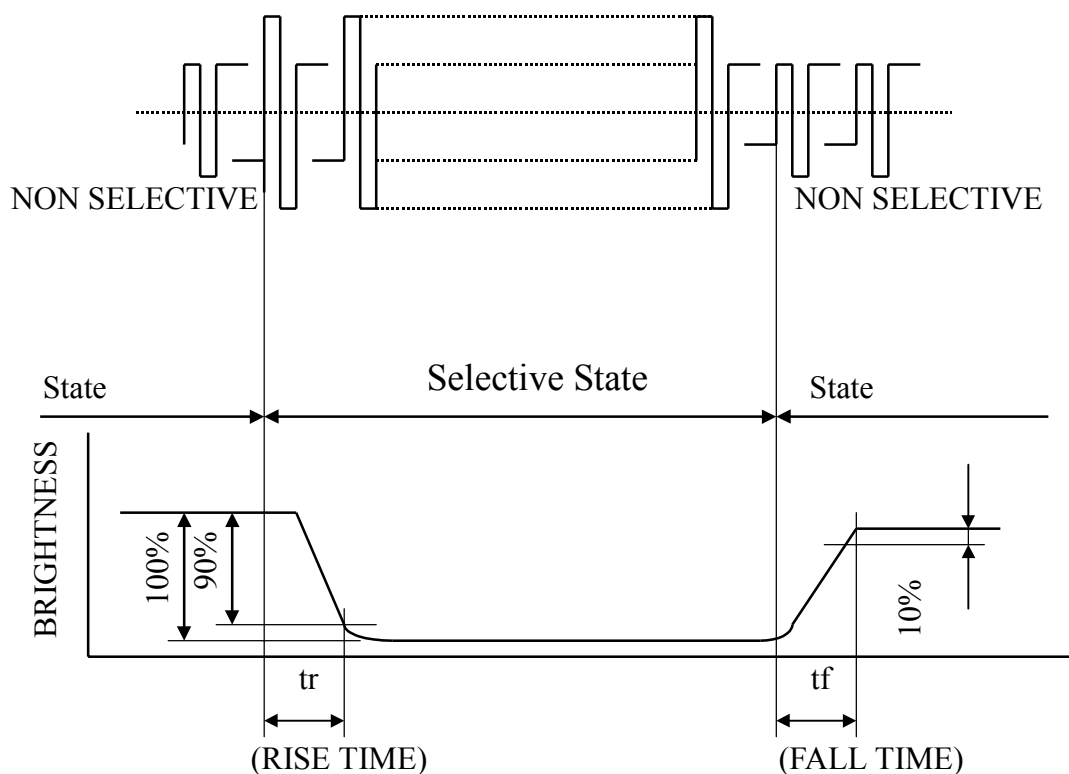 NON SELECTIVE
NON SELECTIVE
State
Selective State
State
BRIGHTNESS
100%
90%
10%
tr
tf
(RISE TIME)
(FALL TIME)